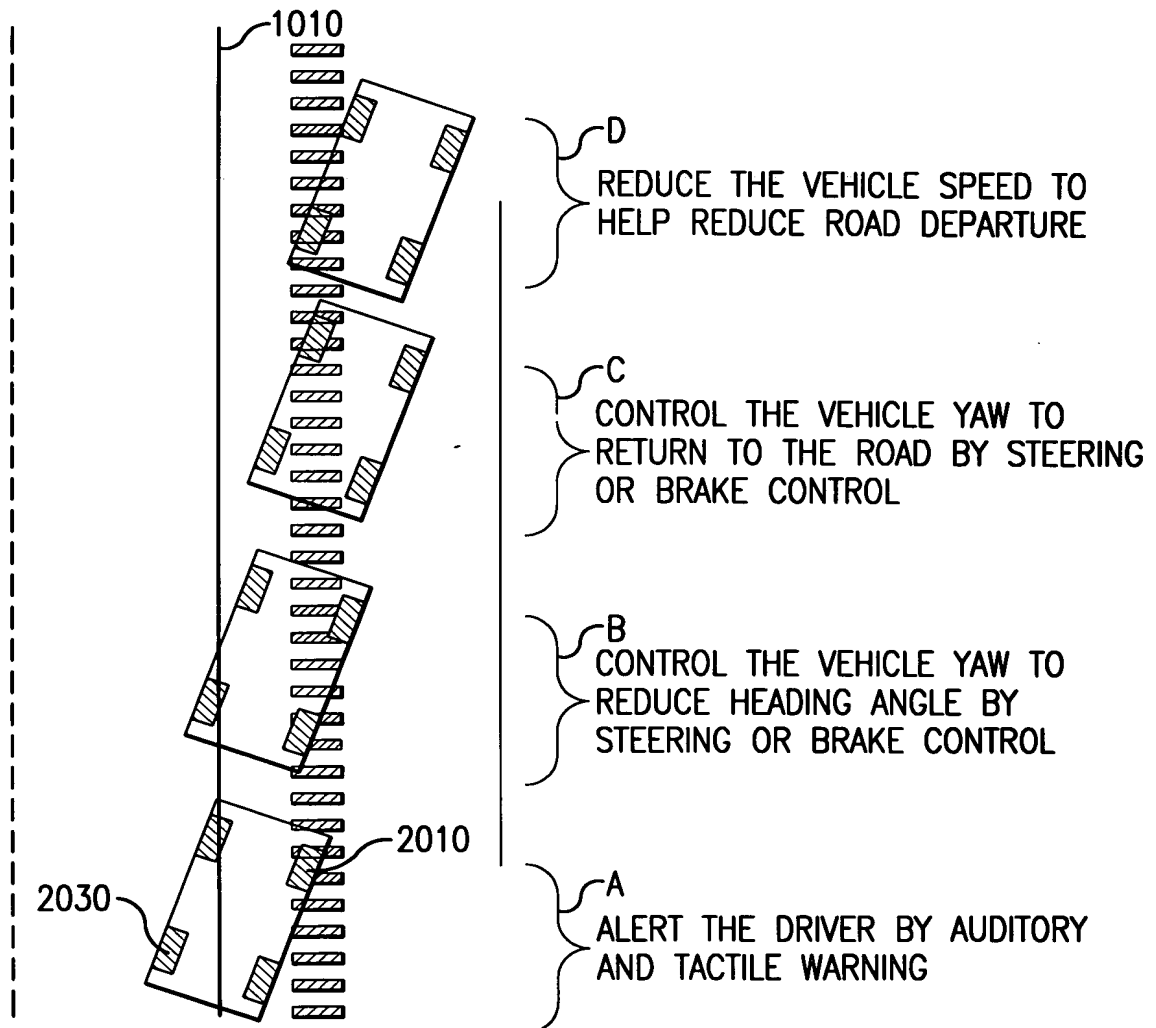 1010
D
REDUCE THE VEHICLE SPEED TO
HELP REDUCE ROAD DEPARTURE
C
CONTROL THE VEHICLE YAW TO
RETURN TO THE ROAD BY STEERING
OR BRAKE CONTROL
B
CONTROL THE VEHICLE YAW TO
REDUCE HEADING ANGLE BY
STEERING OR BRAKE CONTROL
2010
2030
A
ALERT THE DRIVER BY AUDITORY
AND TACTILE WARNING